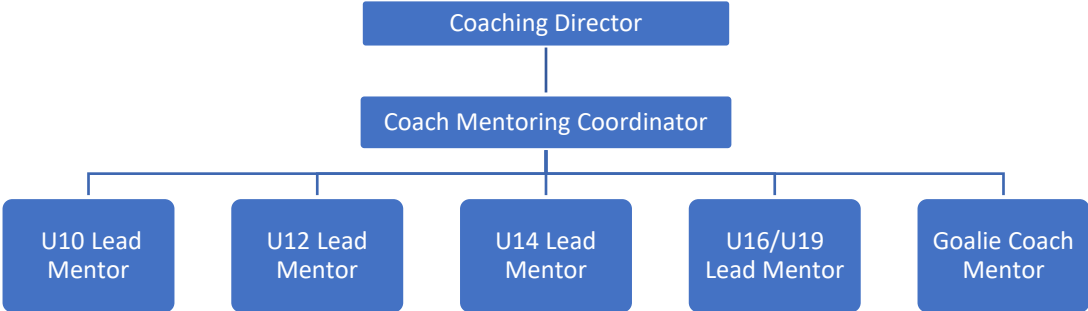 Coaching Director
Coach Mentoring Coordinator
U10 Lead
Mentor
U12 Lead
Mentor
U14 Lead
Mentor
U16/U19
Lead Mentor
Goalie Coach
Mentor